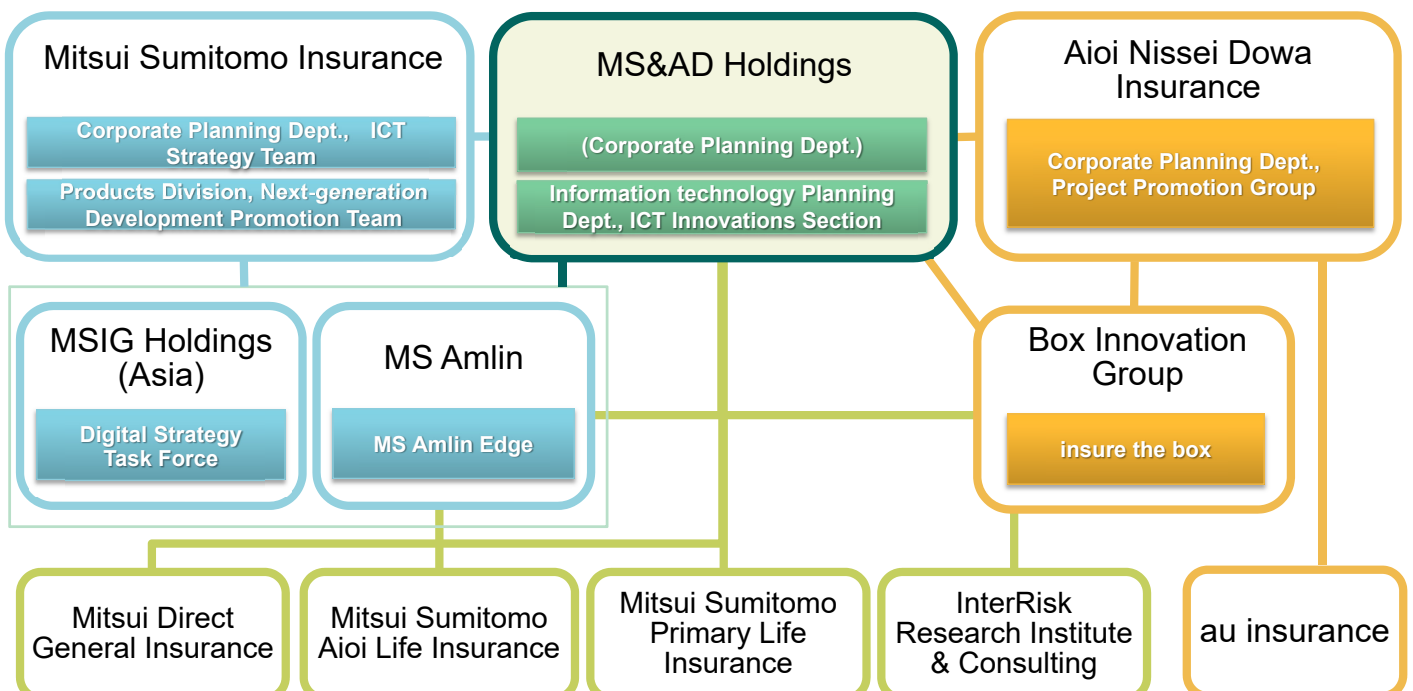 Mitsui Sumitomo Insurance
Corporate Planning Dept., ICT
Strategy Team
Products Division, Next-generation
Development Promotion Team
MS&AD Holdings
(Corporate Planning Dept.)
Information technology Planning
Dept., ICT Innovations Section
Aioi Nissei Dowa
Insurance
Corporate Planning Dept.,
Project Promotion Group
MSIG Holdings
(Asia)
Digital Strategy
Task Force
MS Amlin
MS Amlin Edge
Box Innovation
Group
insure the box
Mitsui Direct
General Insurance
Mitsui Sumitomo
Aioi Life Insurance
Mitsui Sumitomo
Primary Life
Insurance
InterRisk
Research Institute
& Consulting
au insurance